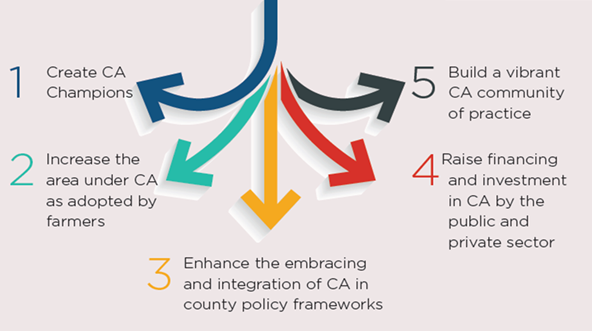 1
Create CA
Champions
2
Increase the
area under CA
as adopted by
farmers
3
Enhance the embracing
and integration of CA in
county policy frameworks
4
Raise financing
and investment
in CA by the
public and
private sector
5
Build a vibrant
CA community
of practice